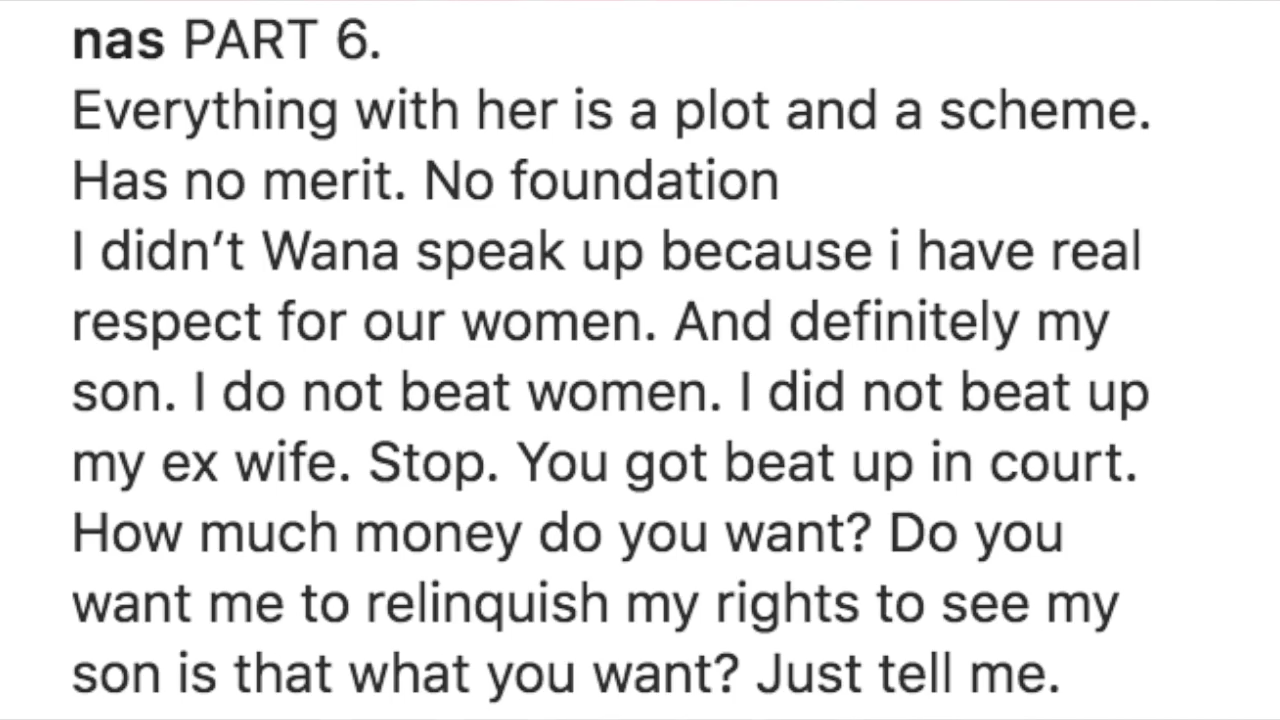 nas PART 6.
Everything with her is a plot and a scheme.
Has no merit. No foundation
I didn’t Wana speak up because i have real
respect for our women. And definitely my
son. I do not beat women. I did not beat up
my ex wife. Stop. You got beat up in court.
How much money do you want? Do you
want me to relinquish my rights to see my
son is that what you want? Just tell me.